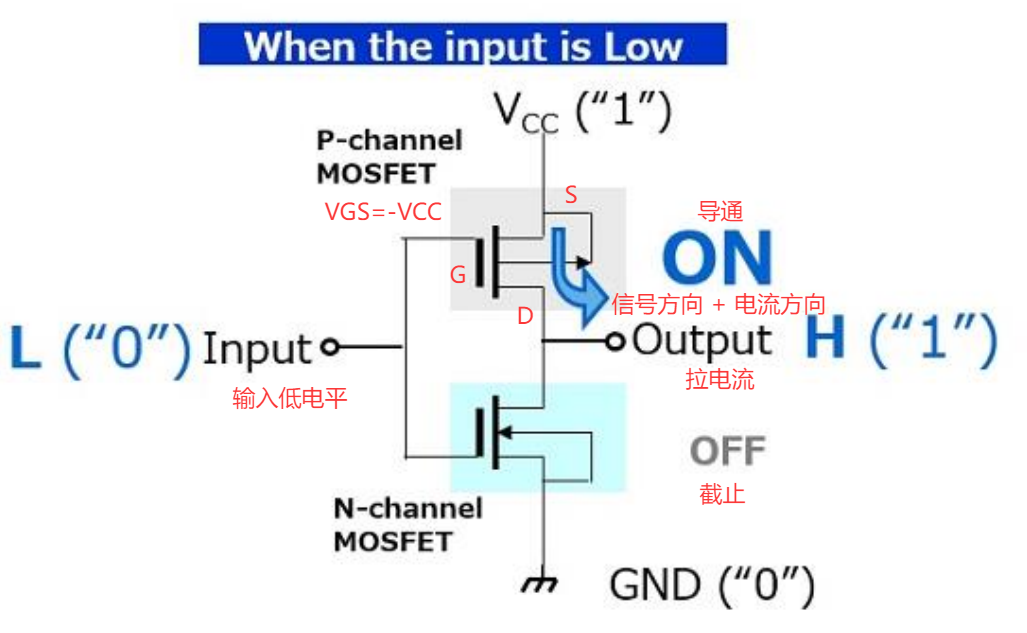 When the input is Low
VCC (“1”)
P-channel
MOSFET
VGS=-VCC
S
导通
ON
G
信号方向 + 电流方向
D
L (“0”) Input
Output H (“1”)
输入低电平
拉电流
OFF
截止
N-channel
MOSFET
GND (“0”)